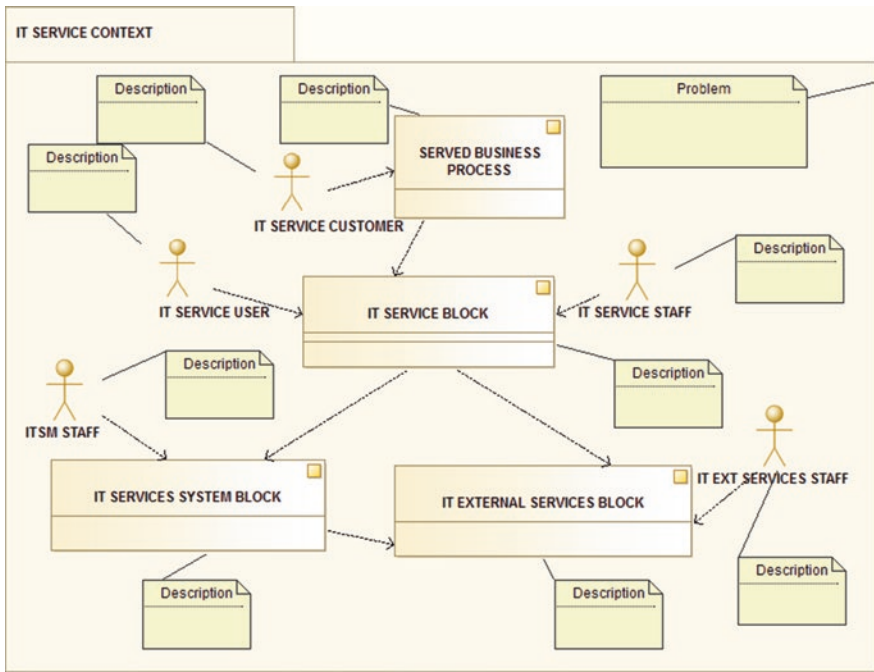 IT SERVICE CONTEXT
Description
Description
Problem
Description
SERVED BUSINESS
PROCESS
IT SERVICE CUSTOMER
Description
IT SERVICE USER
IT SERVICE BLOCK
IT SERVICE STAFF
Description
Description
ITSM STAFF
IT SERVICES SYSTEM BLOCK
IT EXTERNAL SERVICES BLOCK
IT EXT SERVICES STAFF
Description
Description
Description